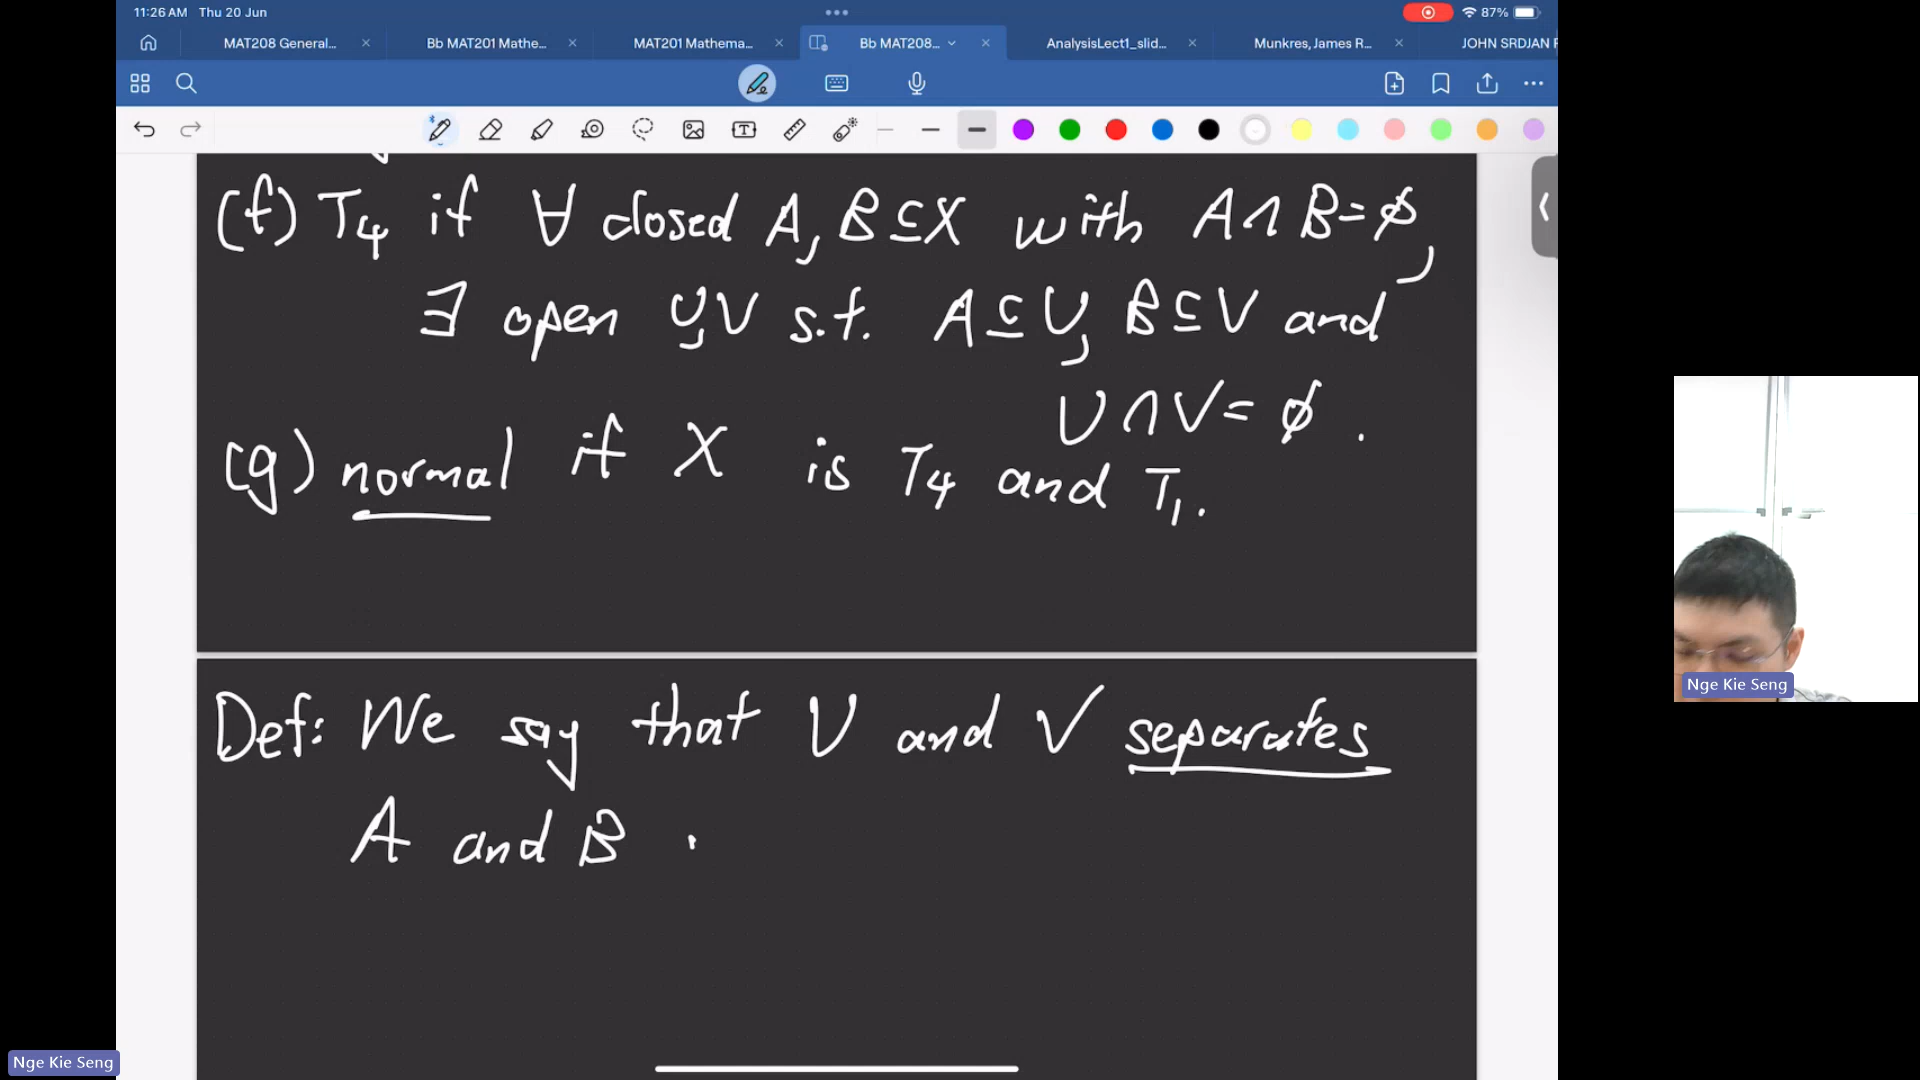 11:26 AM Thu 20 Jun
87%
MAT208 General...
Bb MAT201 Mathe...
MAT201 Mathema...
Bb MAT208...
AnalysisLect1_slid...
Munkres, James R...
JOHN SRDJAN P
(f) T₄ if ∀ closed A, B ⊆ X with A ∩ B = ∅,
∃ open U, V s.t. A ⊆ U, B ⊆ V and
U ∩ V = ∅.
(g) normal if X is T₄ and T₁.
Def: We say that U and V separates
A and B.
Nge Kie Seng
Nge Kie Seng